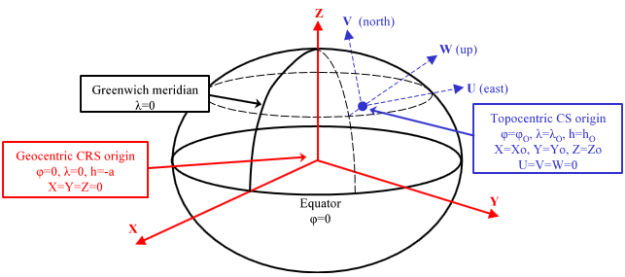 Z
V (north)
W (up)
U (east)
Greenwich meridian
λ=0
Topocentric CS origin
φ=φO, λ=λO, h=hO
X=Xo, Y=Yo, Z=Zo
U=V=W=0
Geocentric CRS origin
φ=0, λ=0, h=-a
X=Y=Z=0
Equator
φ=0
X
Y